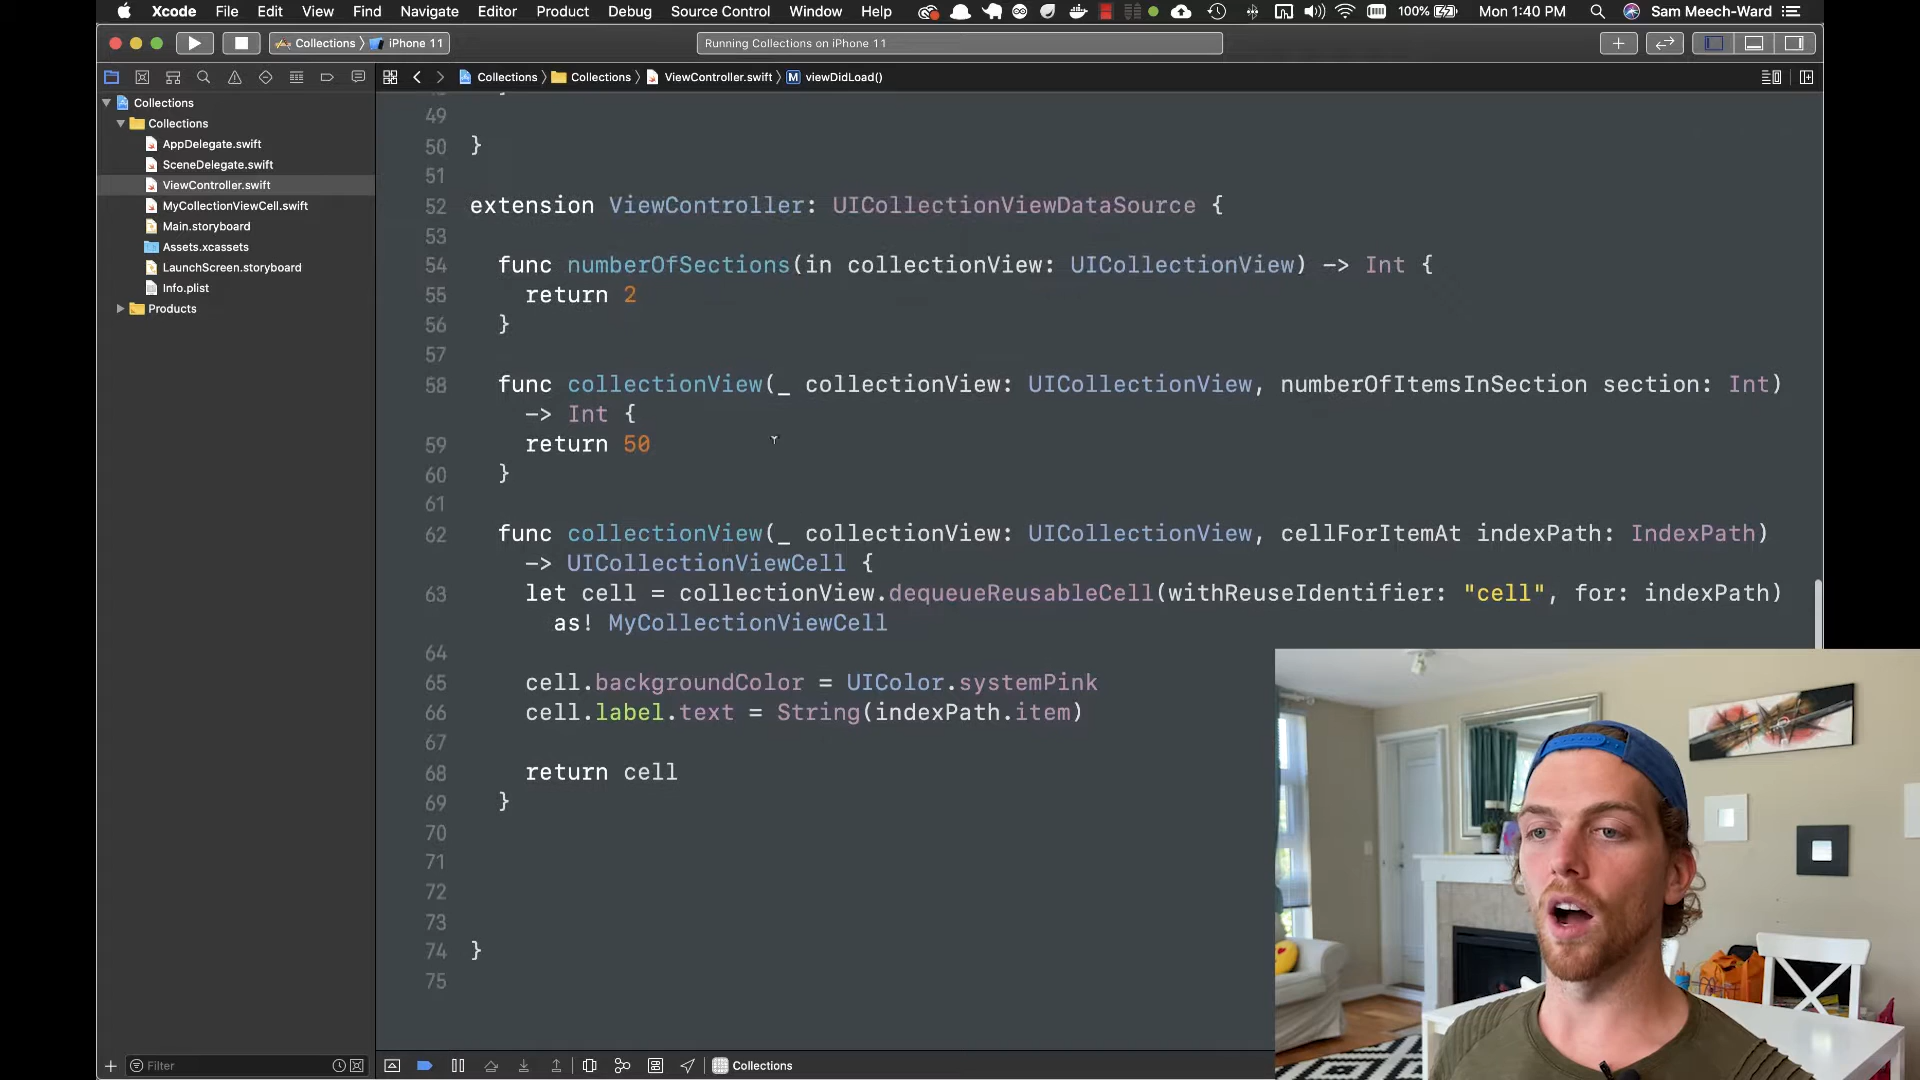 Xcode File Edit View Find Navigate Editor Product Debug Source Control Window Help 100% Mon 1:40 PM Sam Meech-Ward
Collections iPhone 11 Running Collections on iPhone 11
Collections Collections ViewController.swift M viewDidLoad()
Collections
Collections
AppDelegate.swift
SceneDelegate.swift
ViewController.swift
MyCollectionViewCell.swift
Main.storyboard
Assets.xcassets
LaunchScreen.storyboard
Info.plist
Products
49
50 }
51
52 extension ViewController: UICollectionViewDataSource {
53
54 func numberOfSections(in collectionView: UICollectionView) -> Int {
55 return 2
56 }
57
58 func collectionView(_ collectionView: UICollectionView, numberOfItemsInSection section: Int)
-> Int {
59 return 50
60 }
61
62 func collectionView(_ collectionView: UICollectionView, cellForItemAt indexPath: IndexPath)
-> UICollectionViewCell {
63 let cell = collectionView.dequeueReusableCell(withReuseIdentifier: "cell", for: indexPath)
as! MyCollectionViewCell
64
65 cell.backgroundColor = UIColor.systemPink
66 cell.label.text = String(indexPath.item)
67
68 return cell
69 }
70
71
72
73
74 }
75
Filter
Collections